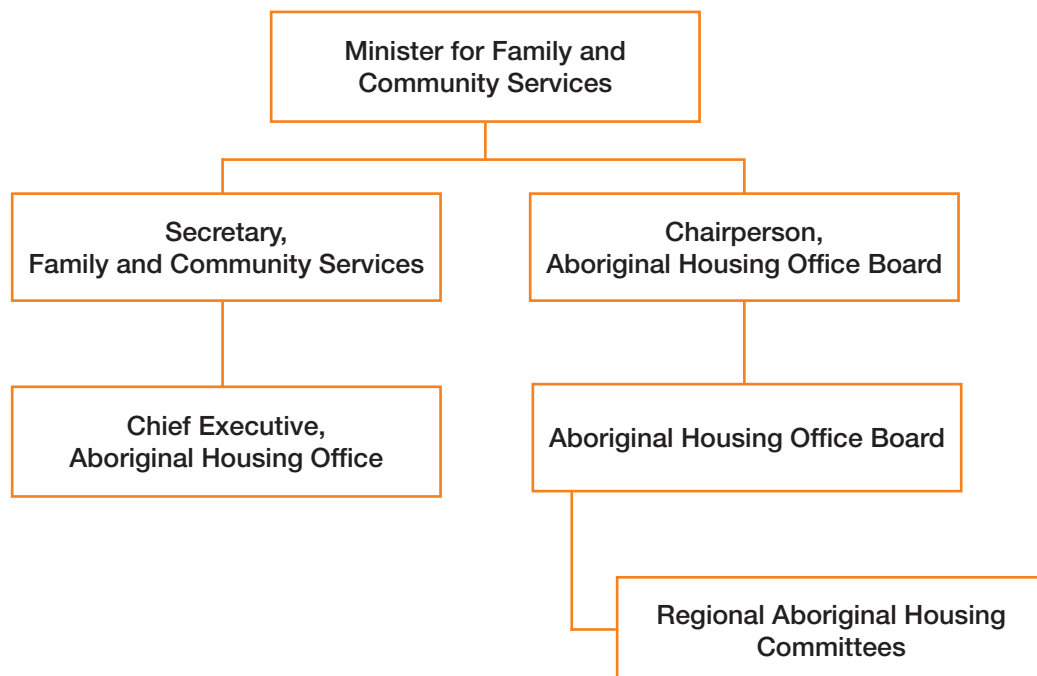 Minister for Family and
Community Services
Secretary,
Family and Community Services
Chairperson,
Aboriginal Housing Office Board
Chief Executive,
Aboriginal Housing Office
Aboriginal Housing Office Board
Regional Aboriginal Housing
Committees